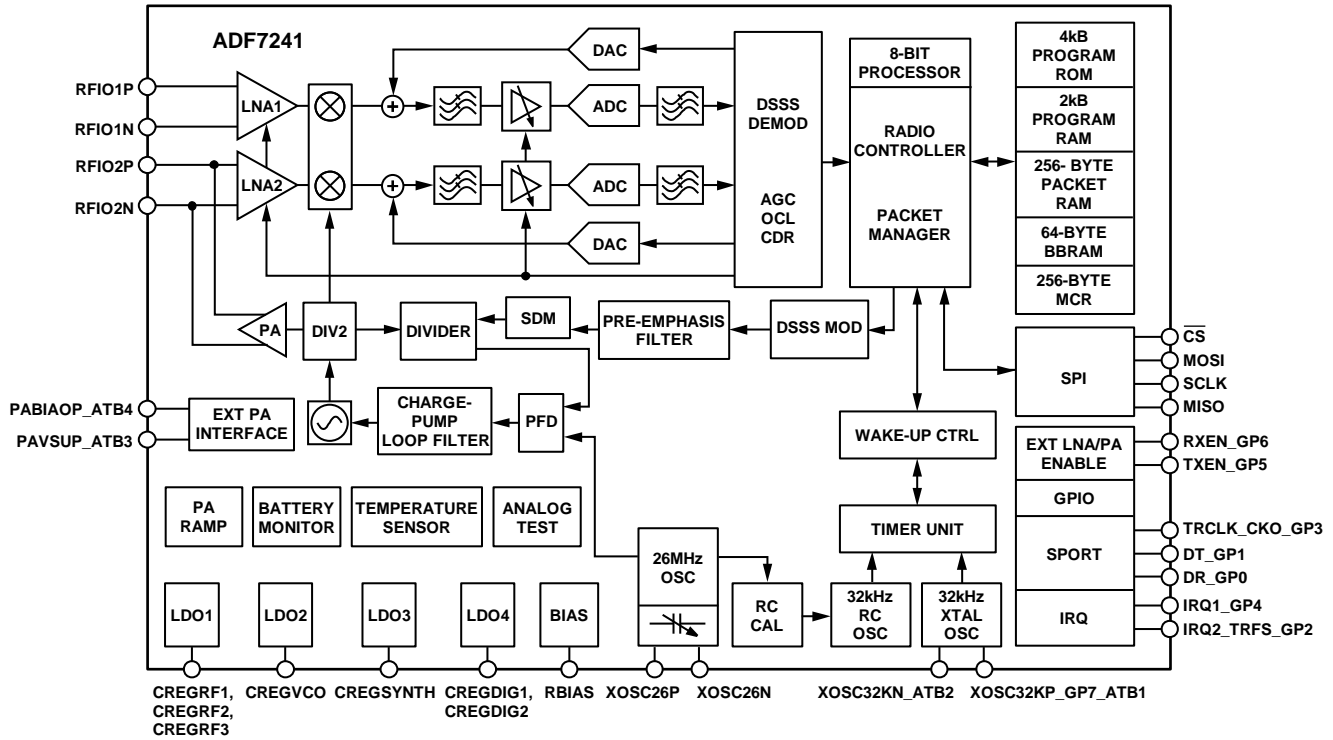 ADF7241
RFIO1P
RFIO1N
RFIO2P
RFIO2N
LNA1
LNA2
DAC
ADC
ADC
DAC
DSSS
DEMOD
AGC
OCL
CDR
8-BIT
PROCESSOR
RADIO
CONTROLLER
PACKET
MANAGER
4kB
PROGRAM
ROM
2kB
PROGRAM
RAM
256- BYTE
PACKET
RAM
64-BYTE
BBRAM
256-BYTE
MCR
PA
DIV2
DIVIDER
SDM
PRE-EMPHASIS
FILTER
DSSS MOD
SPI
CS
MOSI
SCLK
MISO
PABIAOP_ATB4
PAVSUP_ATB3
EXT PA
INTERFACE
CHARGE-
PUMP
LOOP FILTER
PFD
WAKE-UP CTRL
EXT LNA/PA
ENABLE
RXEN_GP6
TXEN_GP5
GPIO
PA
RAMP
BATTERY
MONITOR
TEMPERATURE
SENSOR
ANALOG
TEST
TIMER UNIT
SPORT
TRCLK_CKO_GP3
DT_GP1
DR_GP0
26MHz
OSC
LDO1
LDO2
LDO3
LDO4
BIAS
RC
CAL
32kHz
RC
OSC
32kHz
XTAL
OSC
IRQ
IRQ1_GP4
IRQ2_TRFS_GP2
CREGRF1,
CREGRF2,
CREGRF3
CREGVCO
CREGSYNTH
CREGDIG1,
CREGDIG2
RBIAS
XOSC26P
XOSC26N
XOSC32KN_ATB2
XOSC32KP_GP7_ATB1